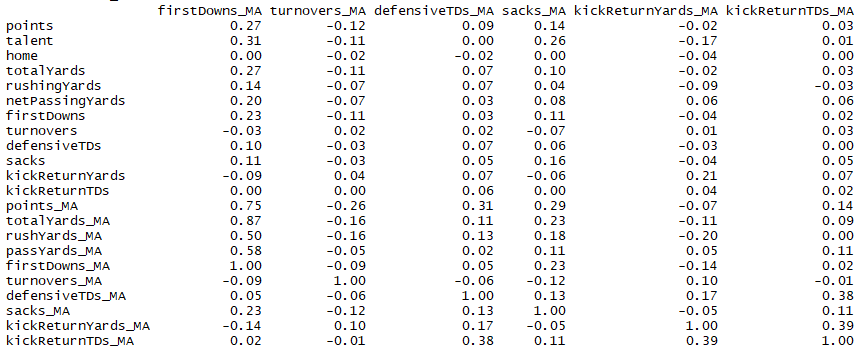 firstDowns_MA turnovers_MA defensiveTDs_MA sacks_MA kickReturnYards_MA kickReturnTDs_MA
points 0.27 -0.12 0.09 0.14 -0.02 0.03
talent 0.31 -0.11 0.00 0.26 -0.17 0.01
home 0.00 -0.02 -0.02 0.00 -0.04 0.00
totalYards 0.27 -0.11 0.07 0.10 -0.02 0.03
rushingYards 0.14 -0.07 0.07 0.04 -0.09 -0.03
netPassingYards 0.20 -0.07 0.03 0.08 0.06 0.06
firstDowns 0.23 -0.11 0.03 0.11 -0.04 0.02
turnovers -0.03 0.02 0.02 -0.07 0.01 0.03
defensiveTDs 0.10 -0.03 0.07 0.06 -0.03 0.00
sacks 0.11 -0.03 0.05 0.16 -0.04 0.05
kickReturnYards -0.09 0.04 0.07 -0.06 0.21 0.07
kickReturnTDs 0.00 0.00 0.06 0.00 0.04 0.02
points_MA 0.75 -0.26 0.31 0.29 -0.07 0.14
totalYards_MA 0.87 -0.16 0.11 0.23 -0.11 0.09
rushYards_MA 0.50 -0.16 0.13 0.18 -0.20 0.00
passYards_MA 0.58 -0.05 0.02 0.11 0.05 0.11
firstDowns_MA 1.00 -0.09 0.05 0.23 -0.14 0.02
turnovers_MA -0.09 1.00 -0.06 -0.12 0.10 -0.01
defensiveTDs_MA 0.05 -0.06 1.00 0.13 0.17 0.38
sacks_MA 0.23 -0.12 0.13 1.00 -0.05 0.11
kickReturnYards_MA -0.14 0.10 0.17 -0.05 1.00 0.39
kickReturnTDs_MA 0.02 -0.01 0.38 0.11 0.39 1.00